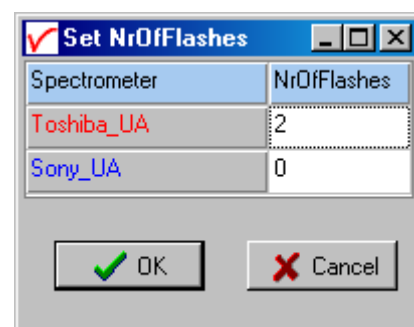 Set NrOfFlashes
Spectrometer NrOfFlashes
Toshiba_UA 2
Sony_UA 0
OK Cancel